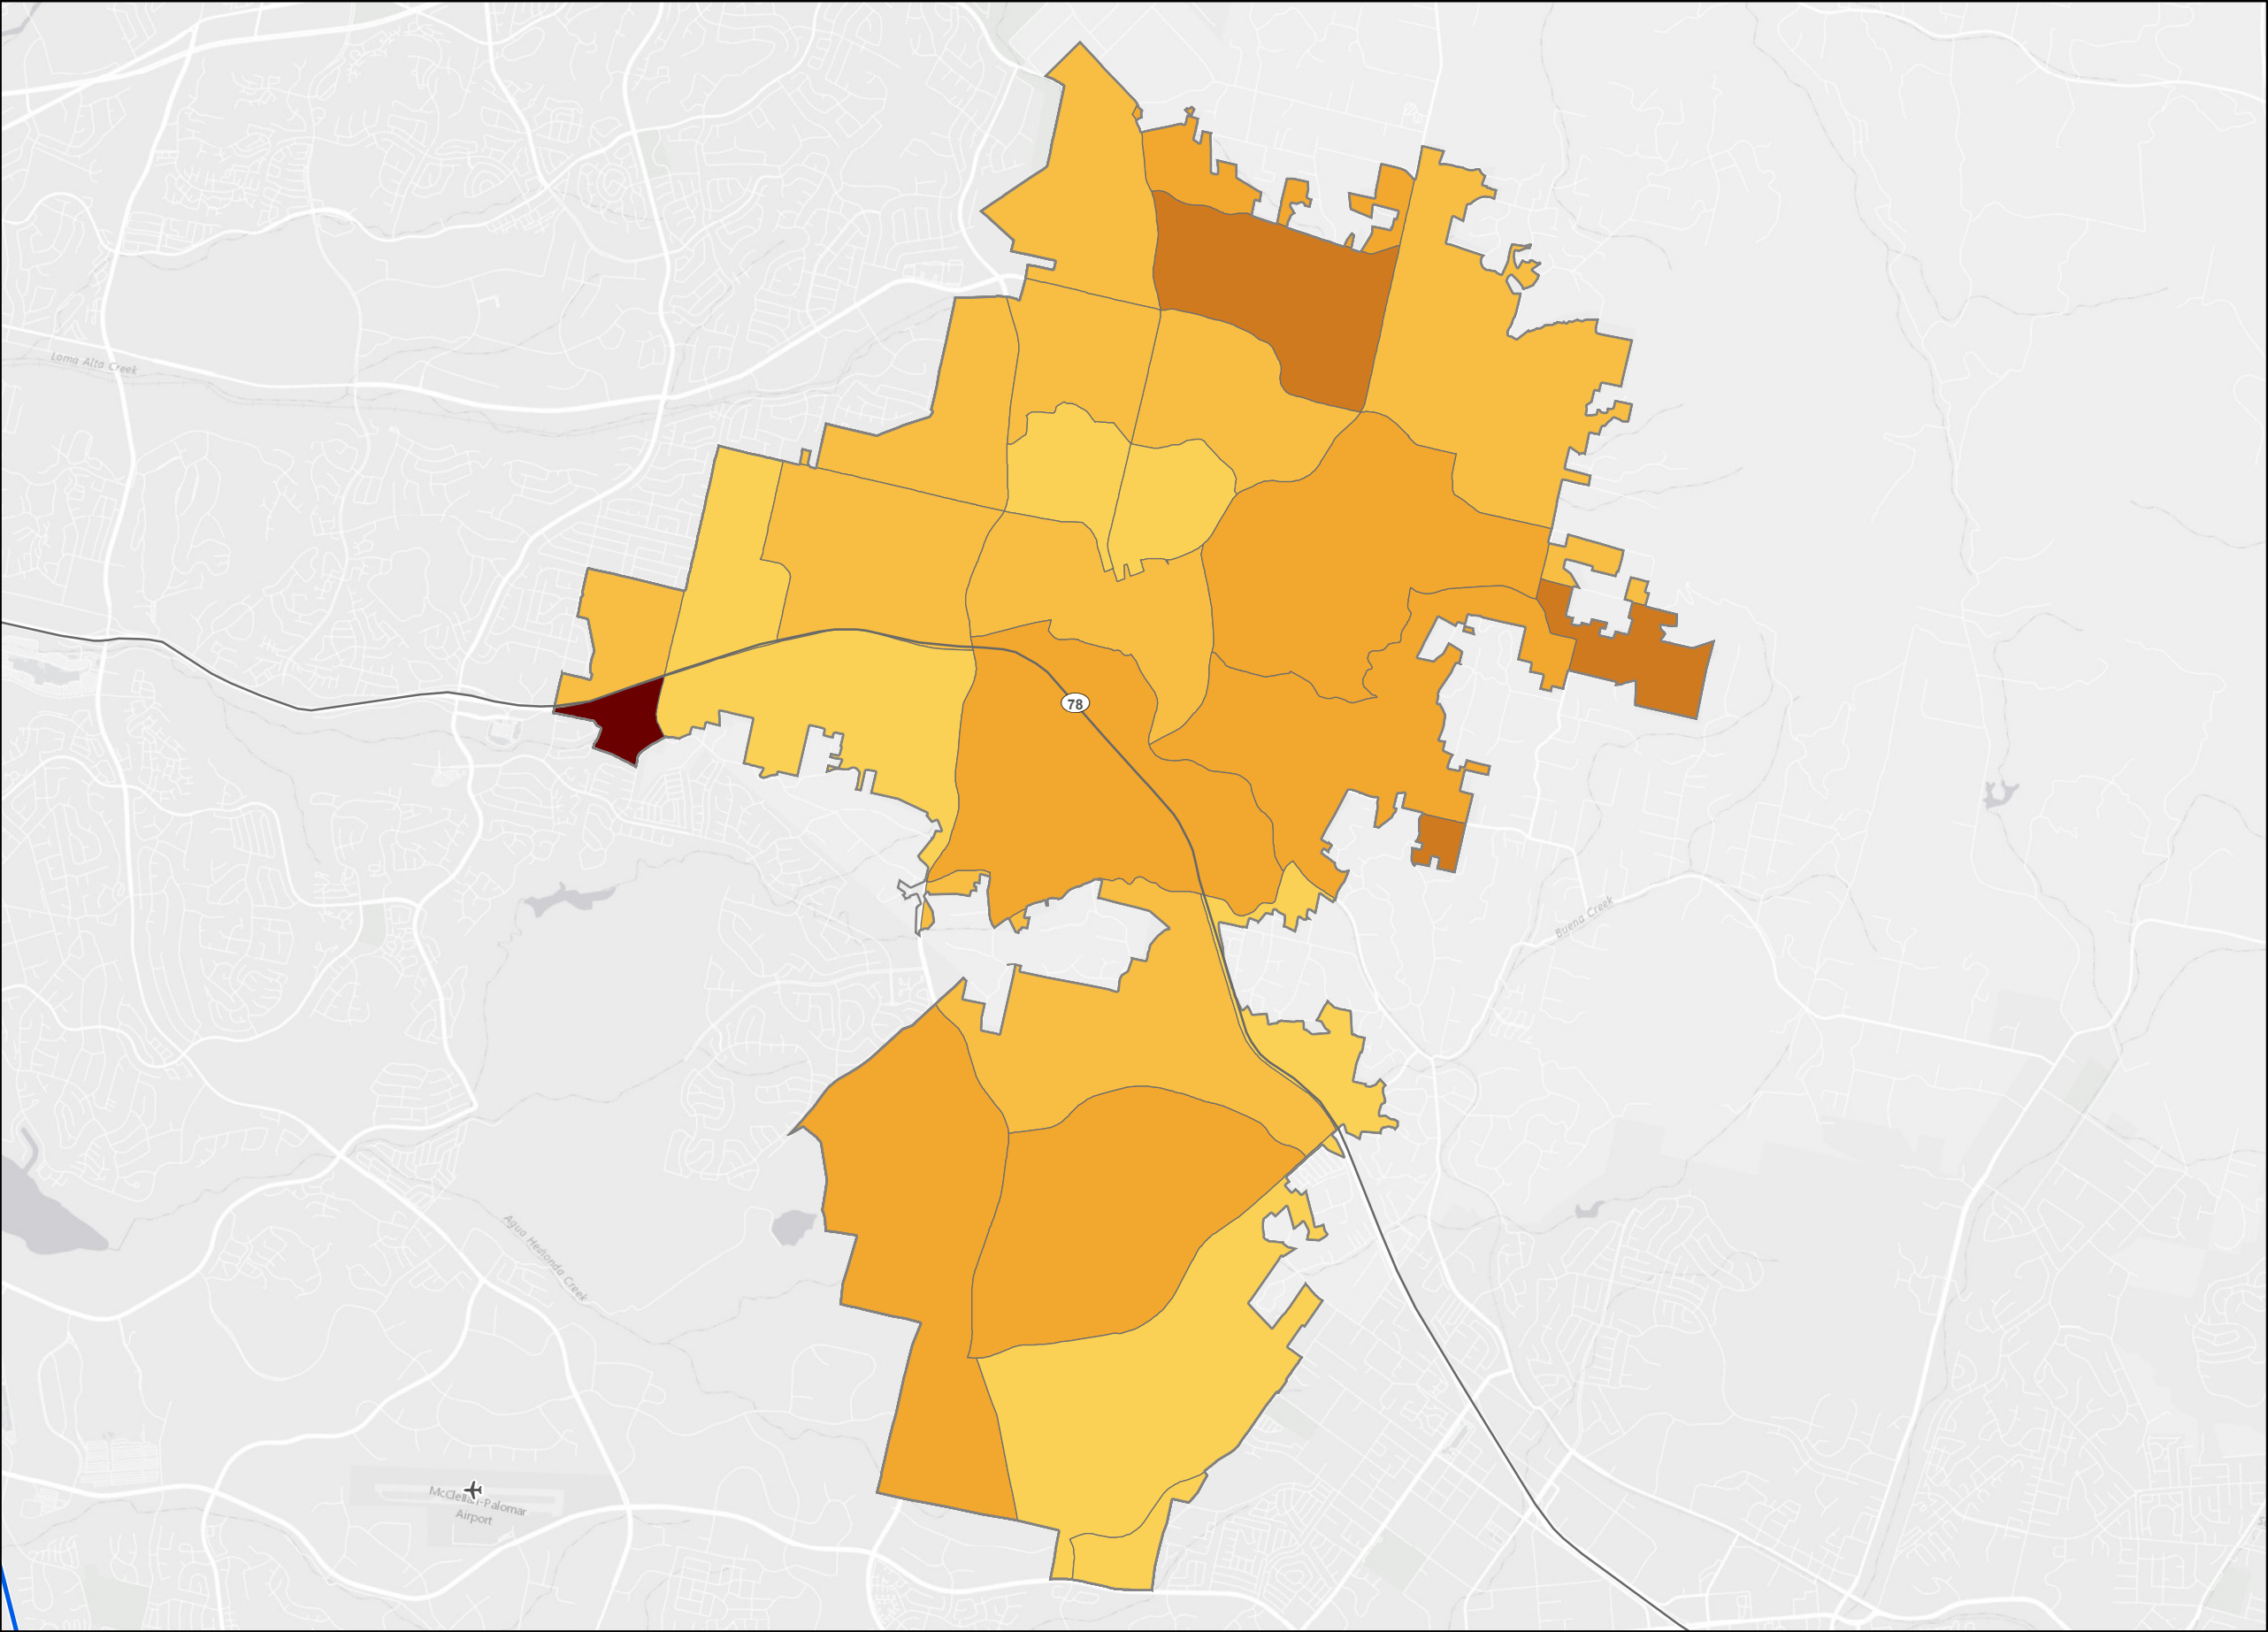 Loma Alta Creek
78
Buena Creek
Agua Hedionda Creek
McClellan-Palomar
Airport